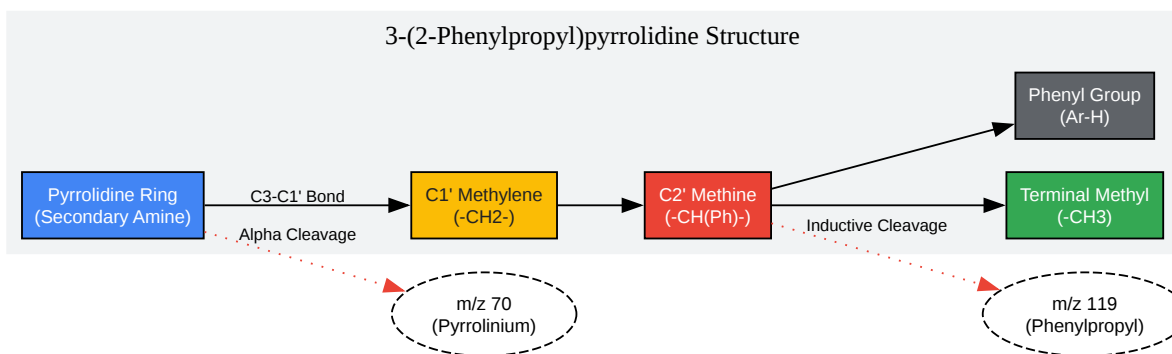 3-(2-Phenylpropyl)pyrrolidine Structure
Phenyl Group
(Ar-H)
Pyrrolidine Ring
(Secondary Amine)
C3-C1' Bond
C1' Methylene
(-CH2-)
C2' Methine
(-CH(Ph)-)
Terminal Methyl
(-CH3)
Alpha Cleavage
Inductive Cleavage
m/z 70
(Pyrrolinium)
m/z 119
(Phenylpropyl)